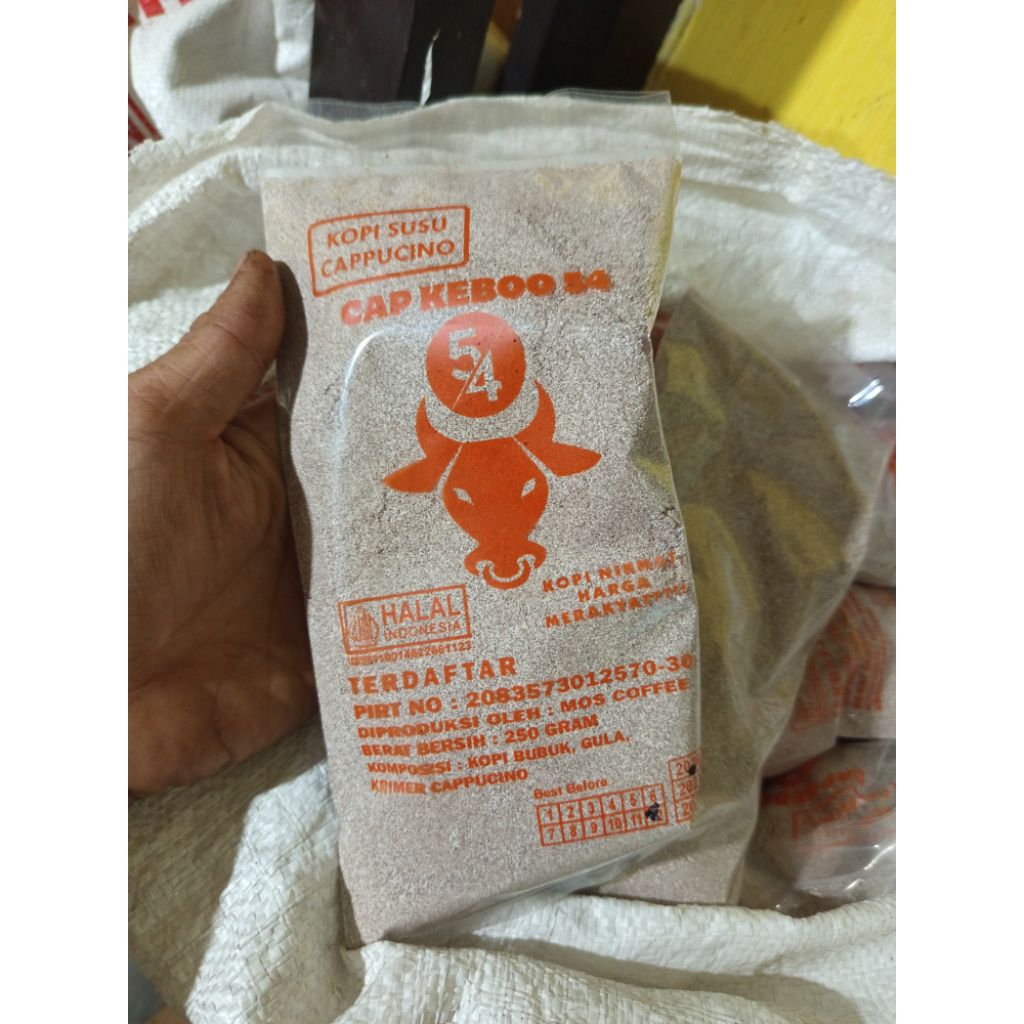 KOPI SUSU
CAPPUCINO
CAP KEBOO 54
5/4
KOPI NIKMAT
HARGA
HALAL
INDONESIA
TERDAFTAR
PIRT NO : 2083573012570-30
DIPRODUKSI OLEH : MOS COFFEE
BERAT BERSIH : 250 GRAM
KOMPOSISI : KOPI BUBUK, GULA,
KRIMER CAPPUCINO
Best Before
1 2 3 4 5 6
7 8 9 10 11 12